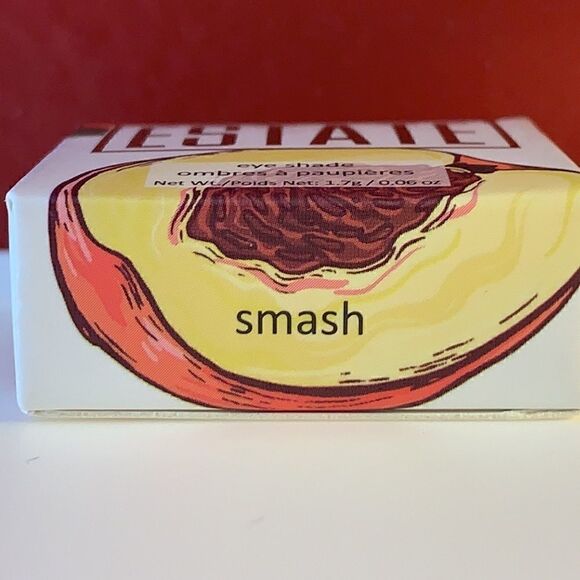 ESTATE
eye shade
ombres à paupières
Net Wt./Poids Net: 1.7g / 0.06 oz
smash